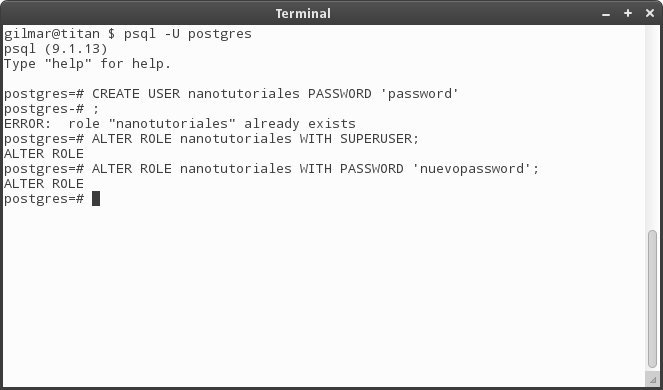 Terminal
gilmar@titan $ psql -U postgres
psql (9.1.13)
Type "help" for help.
postgres=# CREATE USER nanotutoriales PASSWORD 'password'
postgres-# ;
ERROR:  role "nanotutoriales" already exists
postgres=# ALTER ROLE nanotutoriales WITH SUPERUSER;
ALTER ROLE
postgres=# ALTER ROLE nanotutoriales WITH PASSWORD 'nuevopassword';
ALTER ROLE
postgres=#